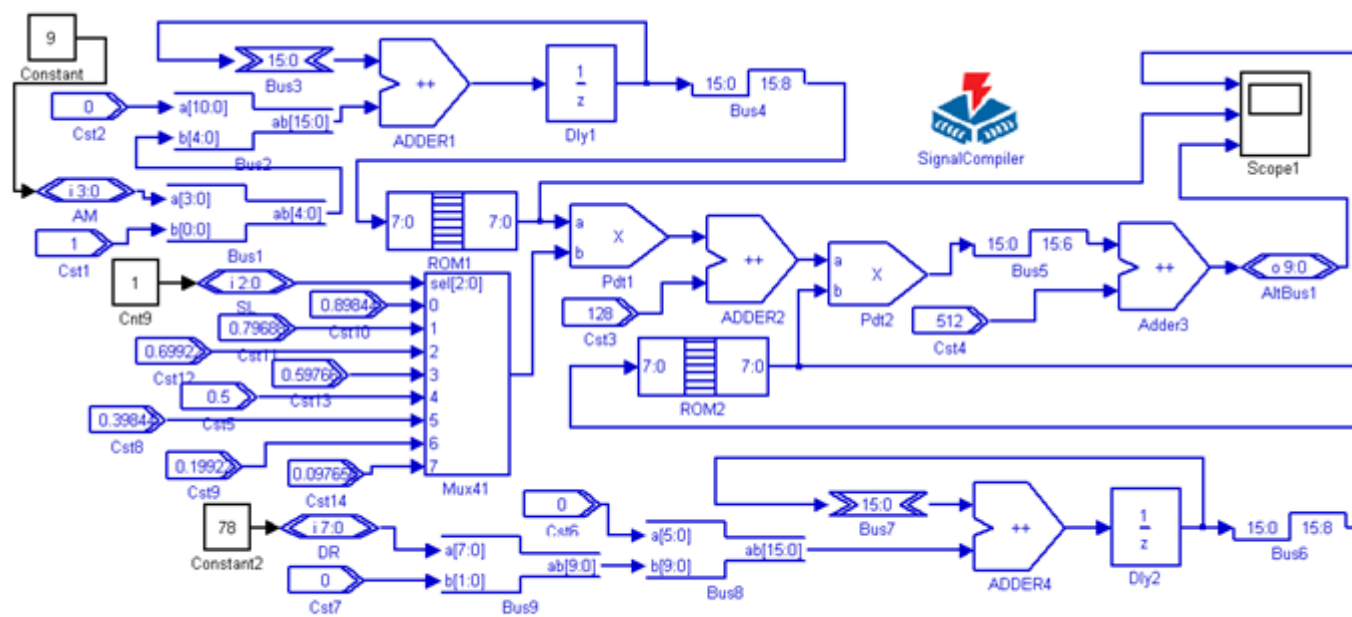 9
Constant
0
Cst2
a[10:0]
b[4:0]
ab[15:0]
Bus2
15:0
Bus3
++
ADDER1
1
z
Dly1
15:0 15:8
Bus4
SignalCompiler
Scope1
i 3:0
AM
1
Cst1
a[3:0]
b[0:0]
ab[4:0]
Bus1
7:0 7:0
ROM1
a
b
X
Pdt1
++
ADDER2
128
Cst3
a
b
X
Pdt2
15:0 15:6
Bus5
512
Cst4
++
Adder3
o 9:0
AltBus1
7:0 7:0
ROM2
1
Cnt9
i 2:0
SL
sel[2:0]
0
1
2
3
4
5
6
7
Mux41
0.89844
Cst10
Cst11
0.6992
Cst12
0.5976
Cst13
0.5
Cst5
0.39844
Cst8
0.1992
Cst9
0.09765
Cst14
78
Constant2
i 7:0
DR
0
Cst7
a[7:0]
b[1:0]
ab[9:0]
Bus9
0
Cst6
a[5:0]
b[9:0]
ab[15:0]
Bus8
15:0
Bus7
++
ADDER4
1
z
Dly2
15:0 15:8
Bus6